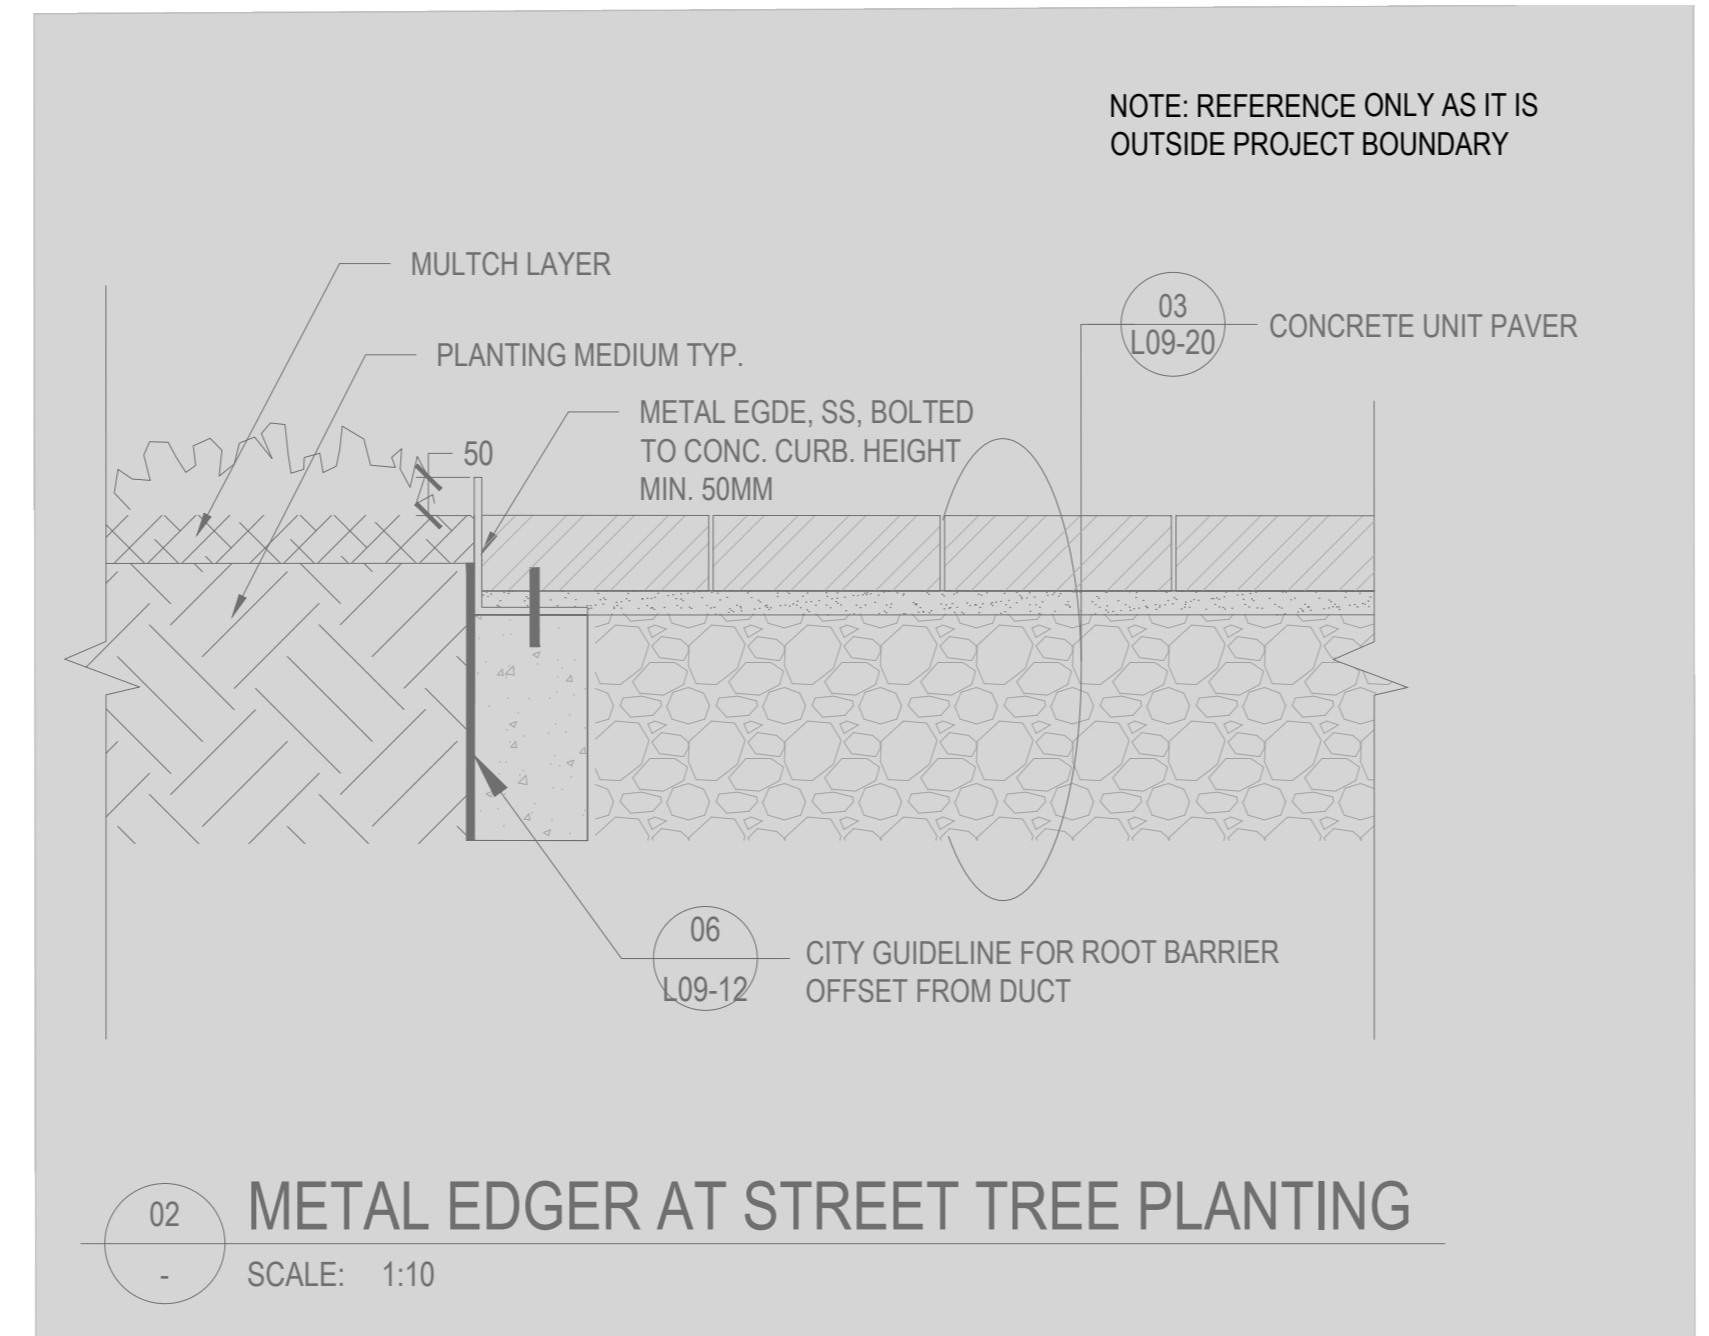 NOTE: REFERENCE ONLY AS IT IS
OUTSIDE PROJECT BOUNDARY
MULTCH LAYER
03
L09-20
CONCRETE UNIT PAVER
PLANTING MEDIUM TYP.
METAL EGDE, SS, BOLTED
TO CONC. CURB. HEIGHT
MIN. 50MM
50
06
L09-12
CITY GUIDELINE FOR ROOT BARRIER
OFFSET FROM DUCT
02
-
METAL EDGER AT STREET TREE PLANTING
SCALE: 1:10